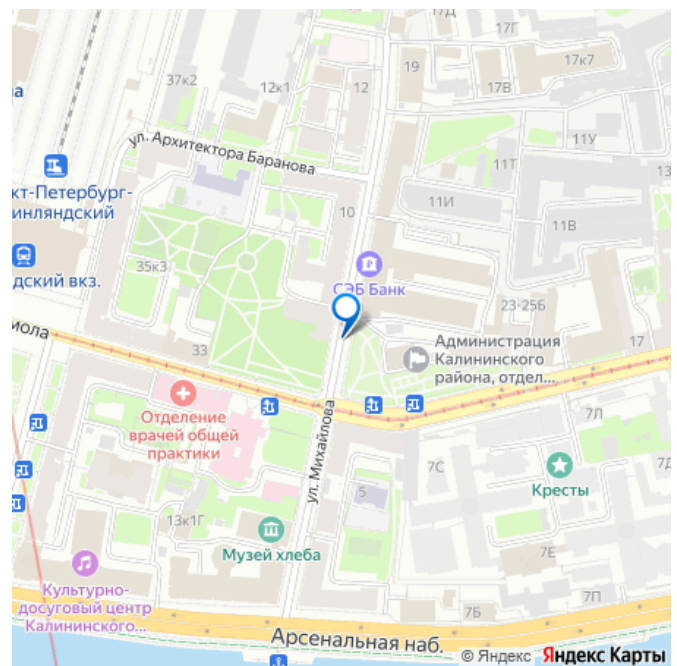 17Д
17Г
19
17к7
37к2
12к1
12
17В
а
ул. Архитектора Баранова
11У
11Т
кт-Петербург-
инляндский
10
11И
11В
35к3
дский вкз.
СЭБ Банк
23-25б
мола
33
Администрация
Калининского
района, отдел...
17
Отделение
врачей общей
практики
ул. Михайлова
7Л
7С
7Д
5
Кресты
13к1Г
Музей хлеба
7Е
Культурно-
досуговый центр
Калининского...
7П
7Б
Арсенальная наб.
© Яндекс Яндекс Карты